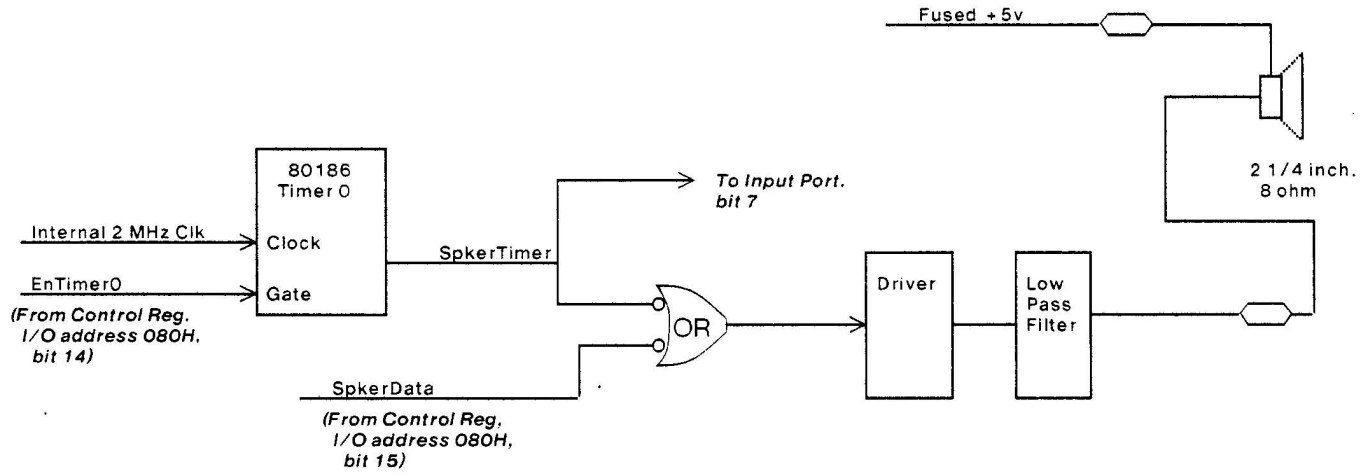 Fused +5v
2 1/4 inch.
8 ohm
80186
Timer 0
Clock
Gate
Internal 2 MHz Clk
EnTimer0
(From Control Reg.
I/O address 080H,
bit 14)
SpkerTimer
To Input Port.
bit 7
OR
SpkerData
(From Control Reg,
I/O address 080H,
bit 15)
Driver
Low
Pass
Filter